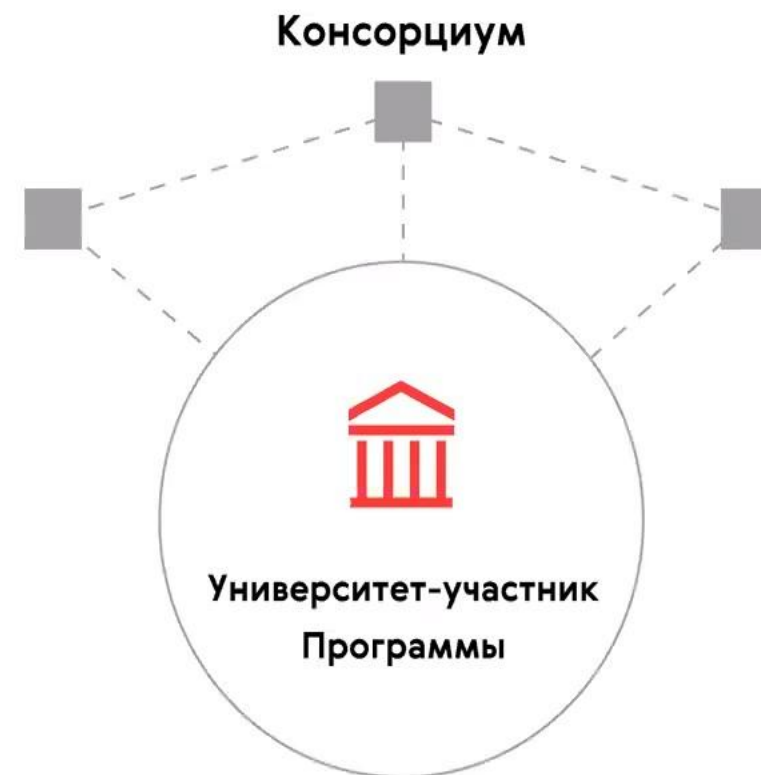 Консорциум
Университет-участник
Программы